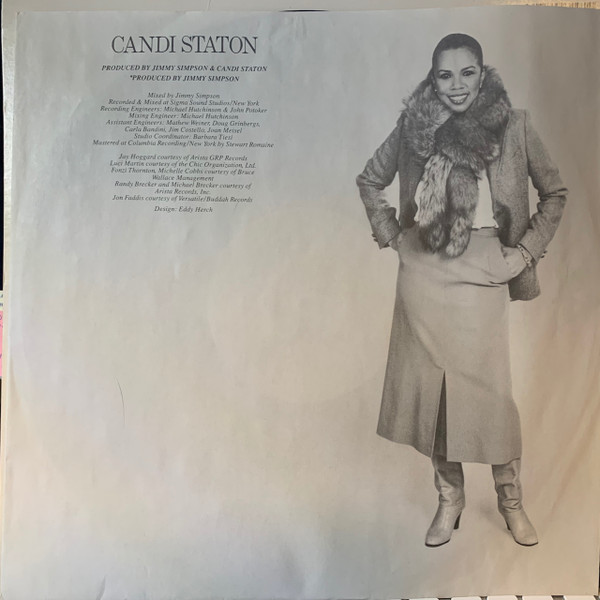 CANDI STATON
PRODUCED BY JIMMY SIMPSON & CANDI STATON
*PRODUCED BY JIMMY SIMPSON
Mixed by Jimmy Simpson
Recorded & Mixed at Sigma Sound Studios/New York
Recording Engineers: Michael Hutchinson & John Potoker
Mixing Engineer: Michael Hutchinson
Assistant Engineers: Mathew Weiner, Doug Grinbergs,
Carla Bandini, Jim Costello, Joan Meisel
Studio Coordinator: Barbara Tiesi
Mastered at Columbia Recording/New York by Stewart Romaine
Jay Hoggard courtesy of Arista GRP Records
Luci Martin courtesy of the Chic Organization, Ltd.
Fonzi Thornton, Michelle Cobbs courtesy of Bruce
Wallace Management
Randy Brecker and Michael Brecker courtesy of
Arista Records, Inc.
Jon Faddis courtesy of Versatile/Buddah Records
Design: Eddy Herch